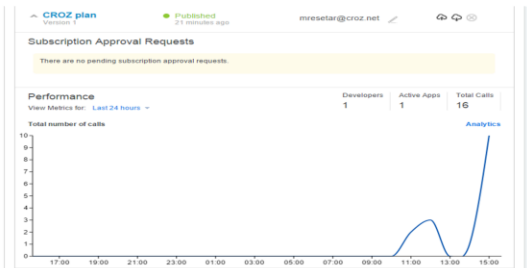 CROZ plan
Version 1
Published
21 minutes ago
mresetar@croz.net
Subscription Approval Requests
There are no pending subscription approval requests.
Performance
View Metrics for: Last 24 hours
Developers
1
Active Apps
1
Total Calls
16
Total number of calls
Analytics
10
9
8
7
6
5
4
3
2
1
0
17:00 19:00 21:00 23:00 01:00 03:00 05:00 07:00 09:00 11:00 13:00 15:00